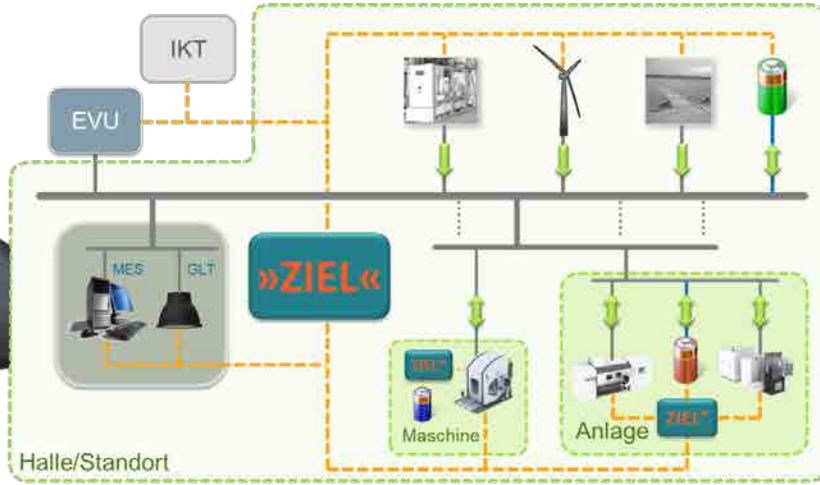 IKT
EVU
MES
GLT
»ZIEL«
ZIEL"
Maschine
ZIEL"
Anlage
Halle/Standort